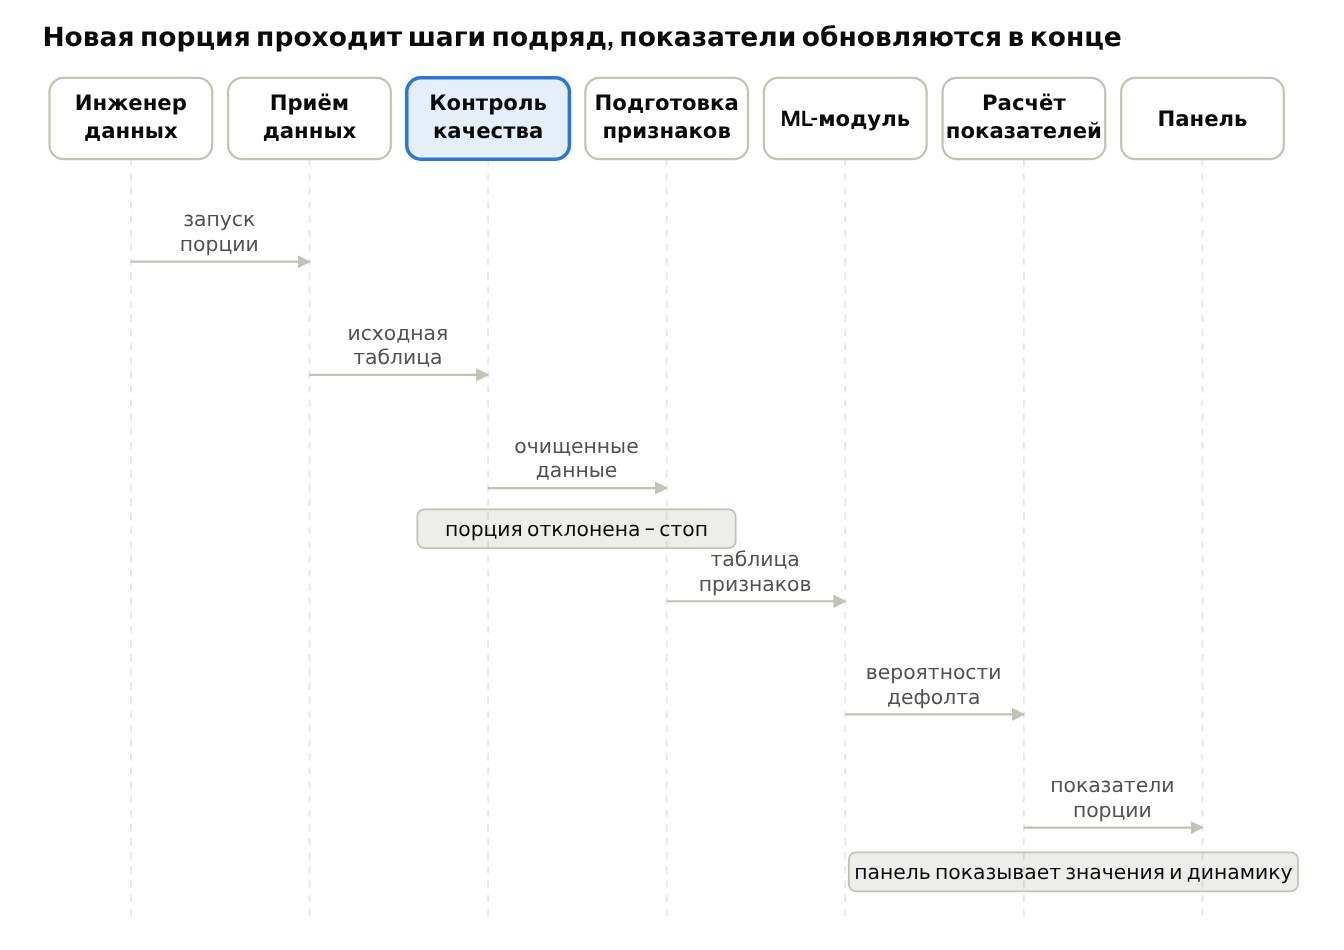 Новая порция проходит шаги подряд, показатели обновляются в конце
Инженер
данных
Приём
данных
Контроль
качества
Подготовка
признаков
ML-модуль
Расчёт
показателей
Панель
запуск
порции
исходная
таблица
очищенные
данные
порция отклонена – стоп
таблица
признаков
вероятности
дефолта
показатели
порции
панель показывает значения и динамику